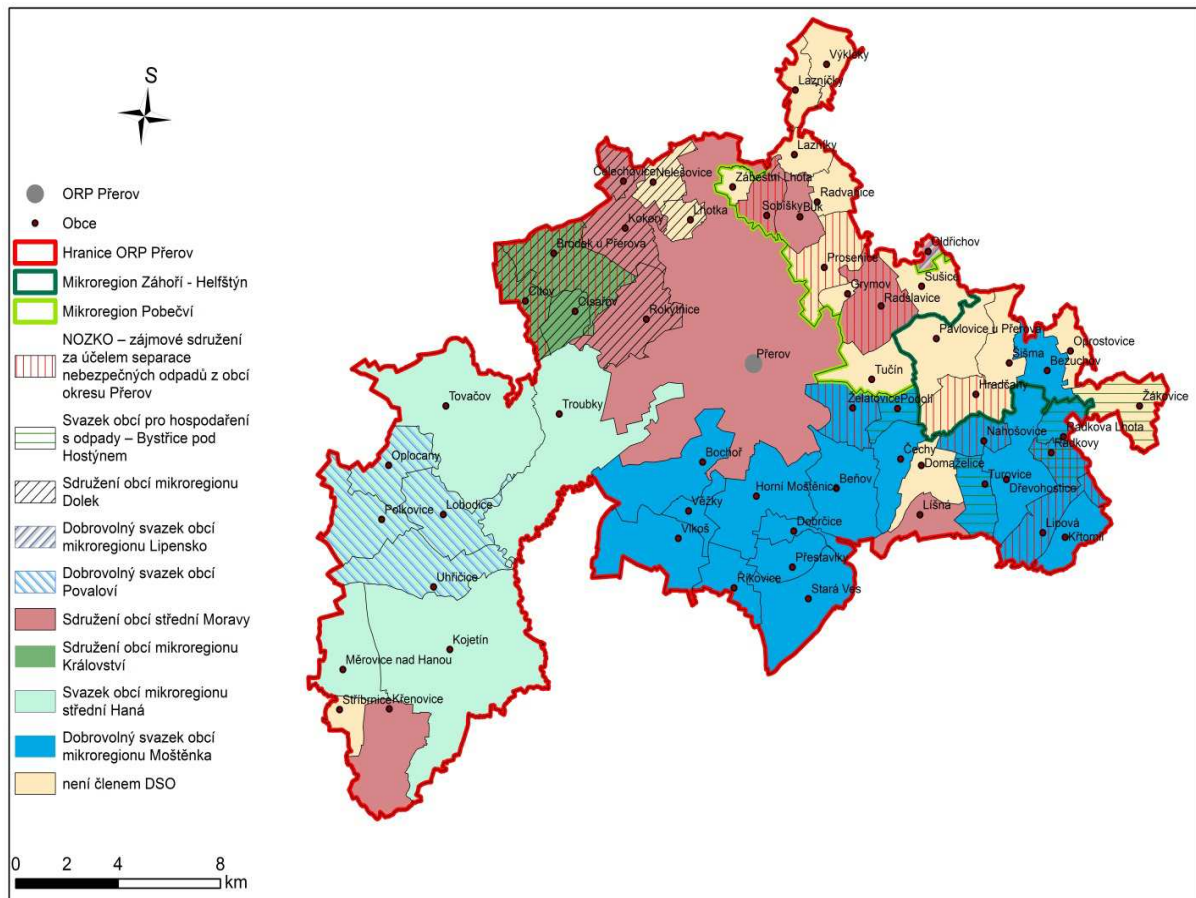 S
ORP Přerov
Obce
Hranice ORP Přerov
Mikroregion Záhoří - Helfštýn
Mikroregion Pobečví
NOZKO – zájmové sdružení
za účelem separace
nebezpečných odpadů z obcí
okresu Přerov
Svazek obcí pro hospodaření
s odpady – Bystřice pod
Hostýnem
Sdružení obcí mikroregionu
Dolek
Dobrovolný svazek obcí
mikroregionu Lipensko
Dobrovolný svazek obcí
Povaloví
Sdružení obcí střední Moravy
Sdružení obcí mikroregionu
Království
Svazek obcí mikroregionu
střední Haná
Dobrovolný svazek obcí
mikroregionu Moštěnka
není členem DSO
0 2 4 8
km
Výkleky
Lazníčky
Lazníky
Čelechovice
Nelešovice
Zábeštní Lhota
Radvanice
Sobíšky
Buk
Lhotka
Kokory
Brodek u Přerova
Oldřichov
Prosenice
Sušice
Citov
Císařov
Rokytnice
Grymov
Radslavice
Pavlovice u Přerova
Oprostovice
Přerov
Šišma
Bezuchov
Tučín
Hradčany
Žákovice
Tovačov
Troubky
Želatovice
Podolí
Nahošovice
Radkova Lhota
Radkovy
Oplocany
Bochoř
Čechy
Domaželice
Turovice
Dřevohostice
Horní Moštěnice
Beňov
Polkovice
Lobodice
Věžky
Líšná
Vlkoš
Dobrčice
Lipová
Křtomil
Přestavlky
Uhřičice
Říkovice
Stará Ves
Kojetín
Měrovice nad Hanou
Stříbrnice
Křenovice